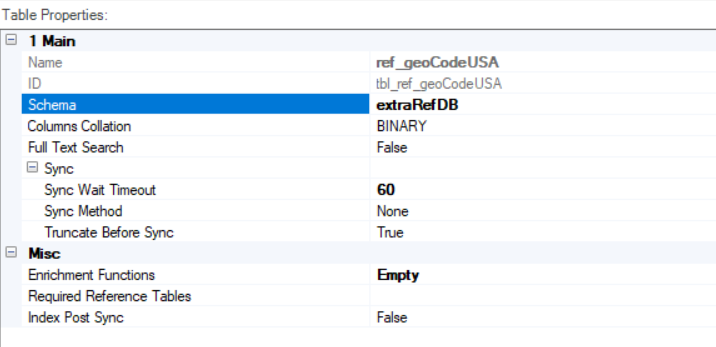 Table Properties:
1 Main
Name ref_geoCodeUSA
ID tbl_ref_geoCodeUSA
Schema extraRefDB
Columns Collation BINARY
Full Text Search False
Sync
Sync Wait Timeout 60
Sync Method None
Truncate Before Sync True
Misc
Enrichment Functions Empty
Required Reference Tables
Index Post Sync False